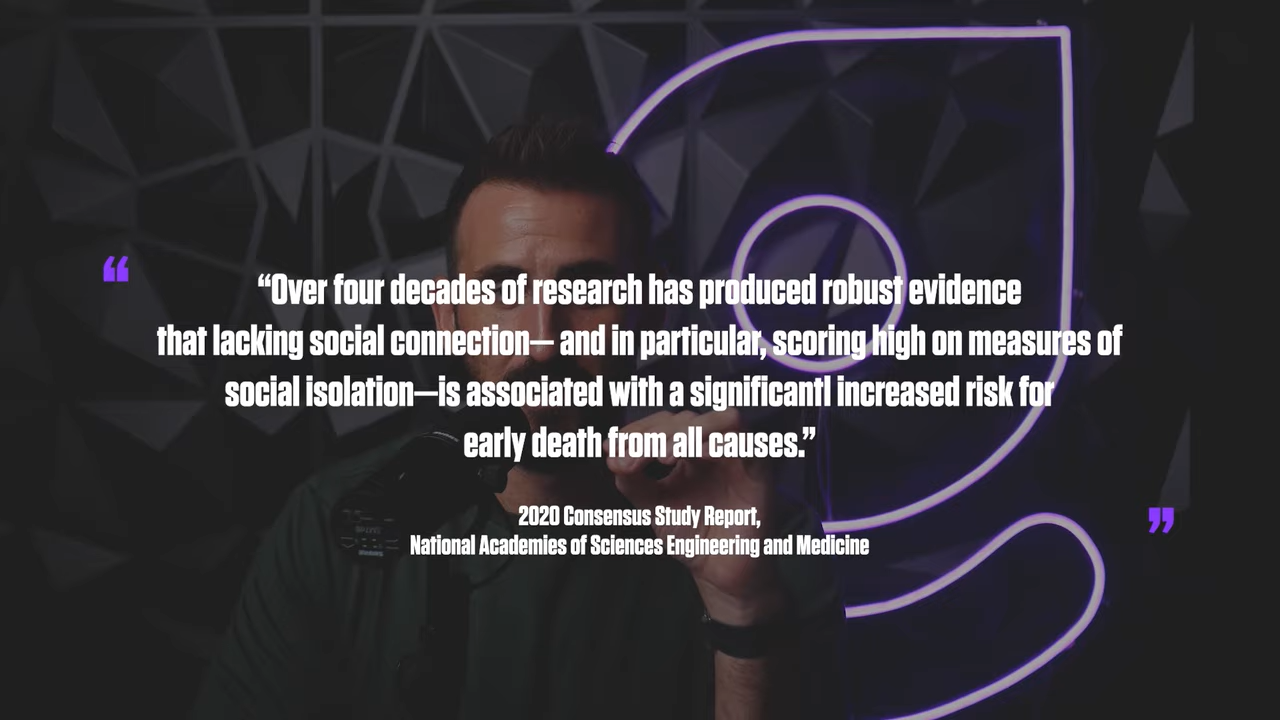 “Over four decades of research has produced robust evidence
that lacking social connection— and in particular, scoring high on measures of
social isolation—is associated with a significantl increased risk for
early death from all causes.”
2020 Consensus Study Report,
National Academies of Sciences Engineering and Medicine